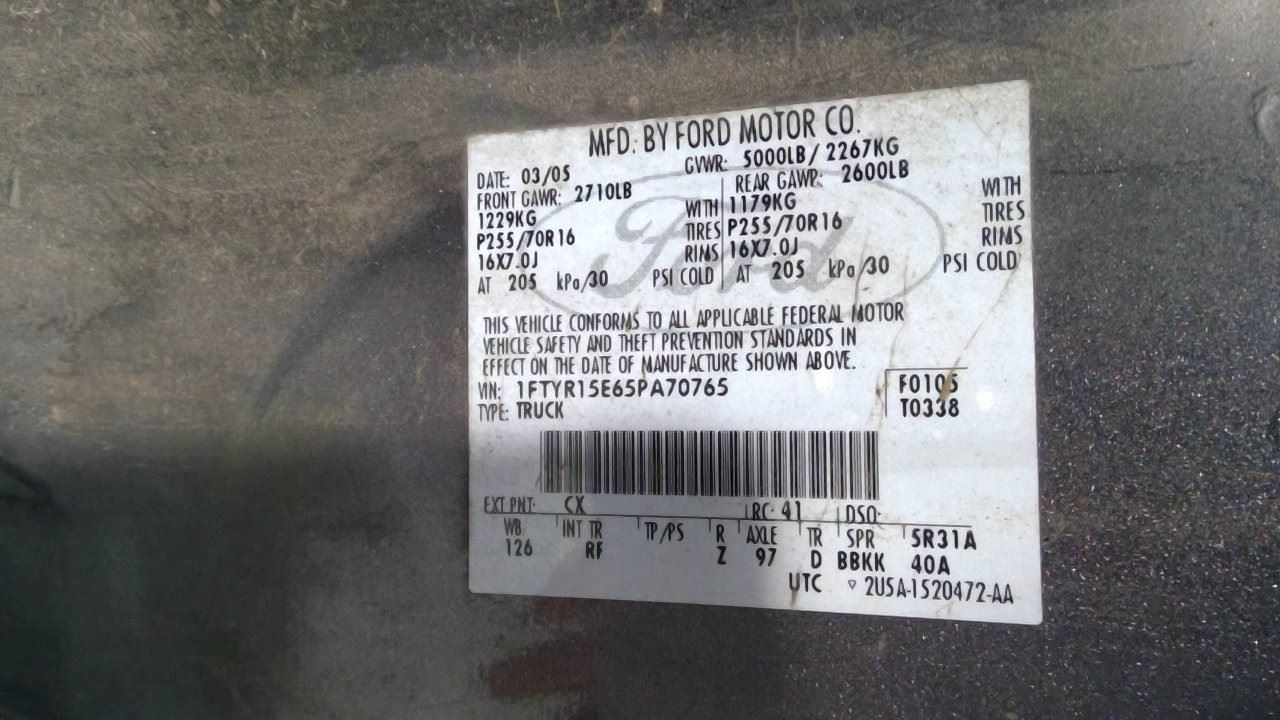 MFD. BY FORD MOTOR CO.
DATE: 03/05 GVWR: 5000LB/ 2267KG
FRONT GAWR: 2710LB REAR GAWR: 2600LB
1229KG WITH 1179KG WITH
P255/70R16 TIRES P255/70R16 TIRES
16X7.0J RIMS 16X7.0J RIMS
AT 205 kPa/30 PSI COLD AT 205 kPa/30 PSI COLD
Ford
THIS VEHICLE CONFORMS TO ALL APPLICABLE FEDERAL MOTOR
VEHICLE SAFETY AND THEFT PREVENTION STANDARDS IN
EFFECT ON THE DATE OF MANUFACTURE SHOWN ABOVE.
VIN: 1FTYR15E65PA70765 F0105
TYPE: TRUCK T0338
EXT PNT: CX RC: 41 DSO:
WB INT TR TP/PS R AXLE TR SPR 5R31A
126 RF Z 97 D BBKK 40A
UTC 2U5A-1520472-AA